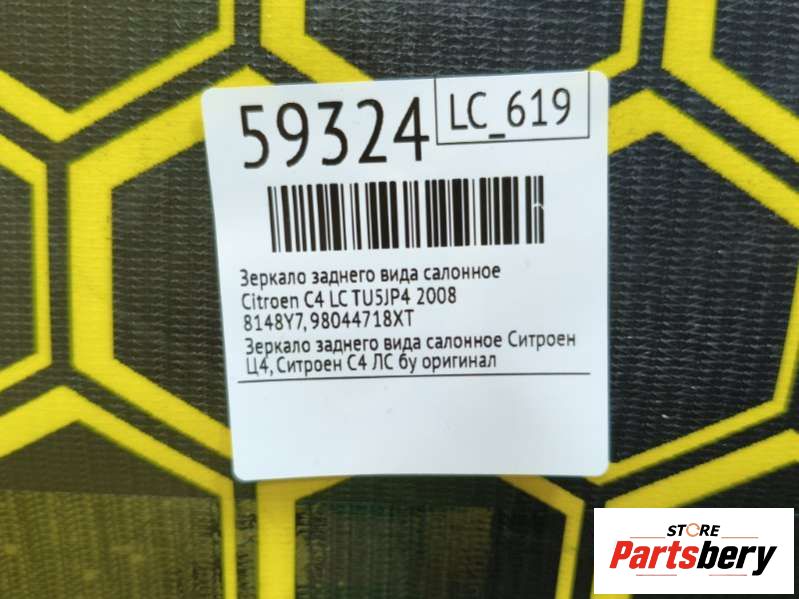 59324
LC_619
Зеркало заднего вида салонное
Citroen C4 LC TU5JP4 2008
8148Y7,98044718XT
Зеркало заднего вида салонное Ситроен
Ц4,Ситроен С4 ЛС бу оригинал
STORE
Partsbery